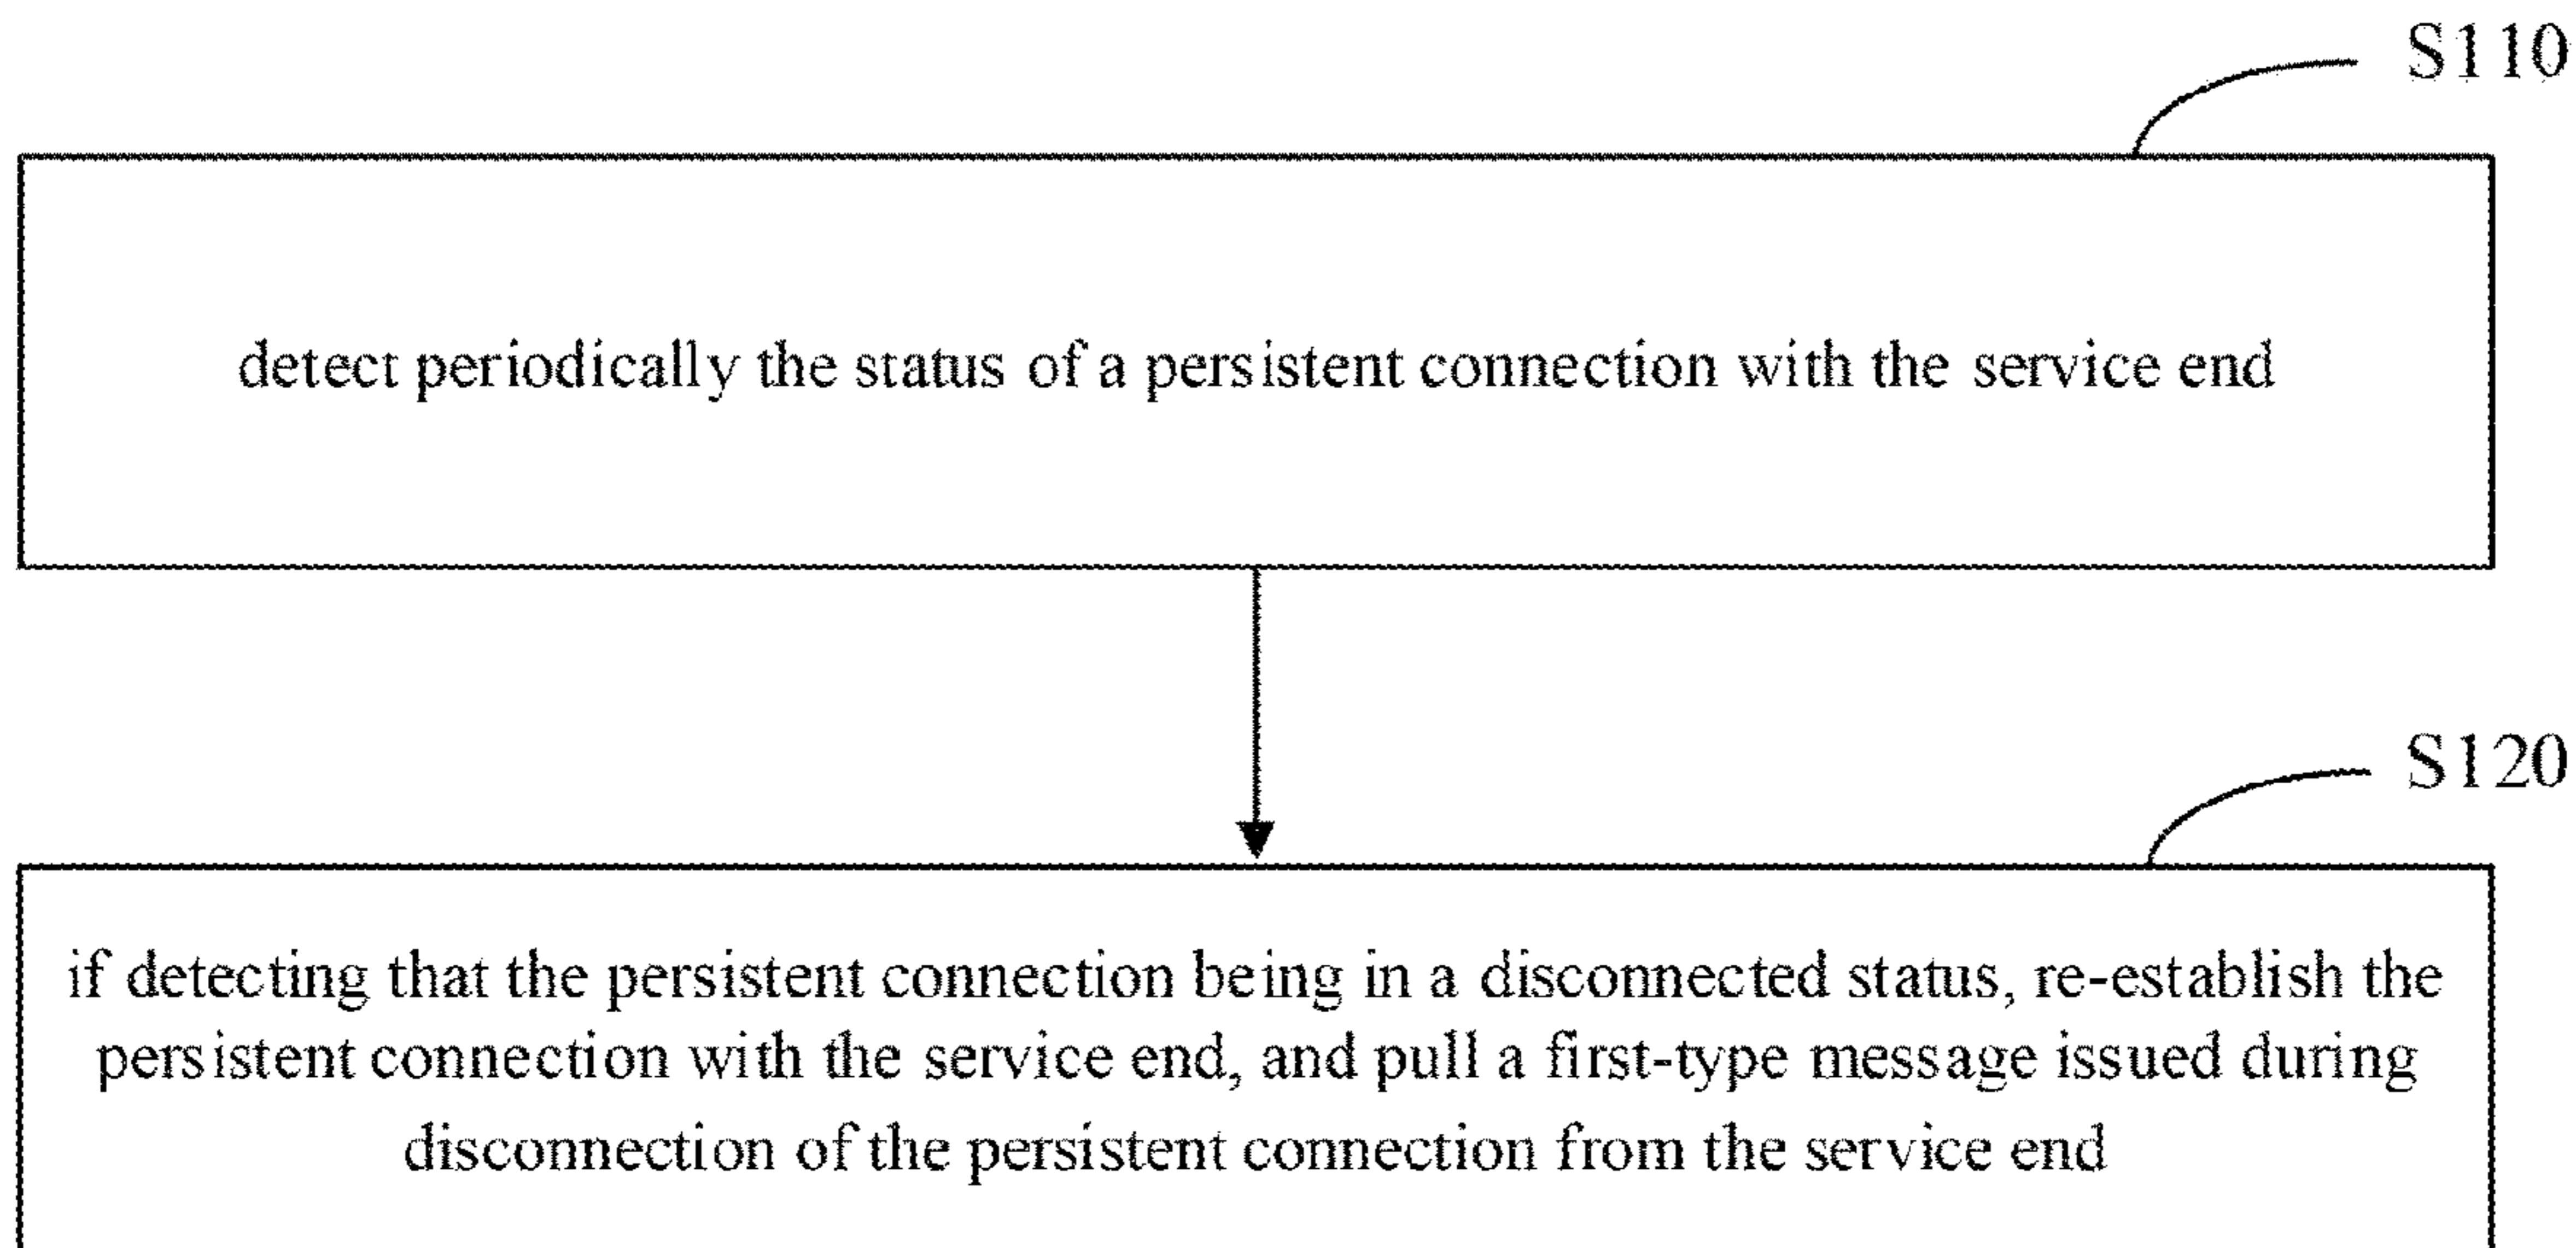 S110
detect periodically the status of a persistent connection with the service end
S120
if detecting that the persistent connection being in a disconnected status, re-establish the
persistent connection with the service end, and pull a first-type message issued during
disconnection of the persistent connection from the service end